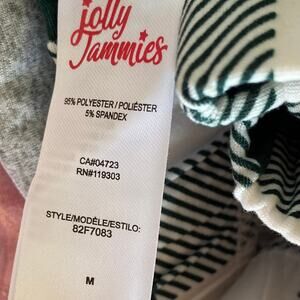 Jolly
Jammies
95% POLYESTER / POLIÉSTER
5% SPANDEX
CA#04723
RN#119303
STYLE/MODÈLE/ESTILO:
82F7083
M